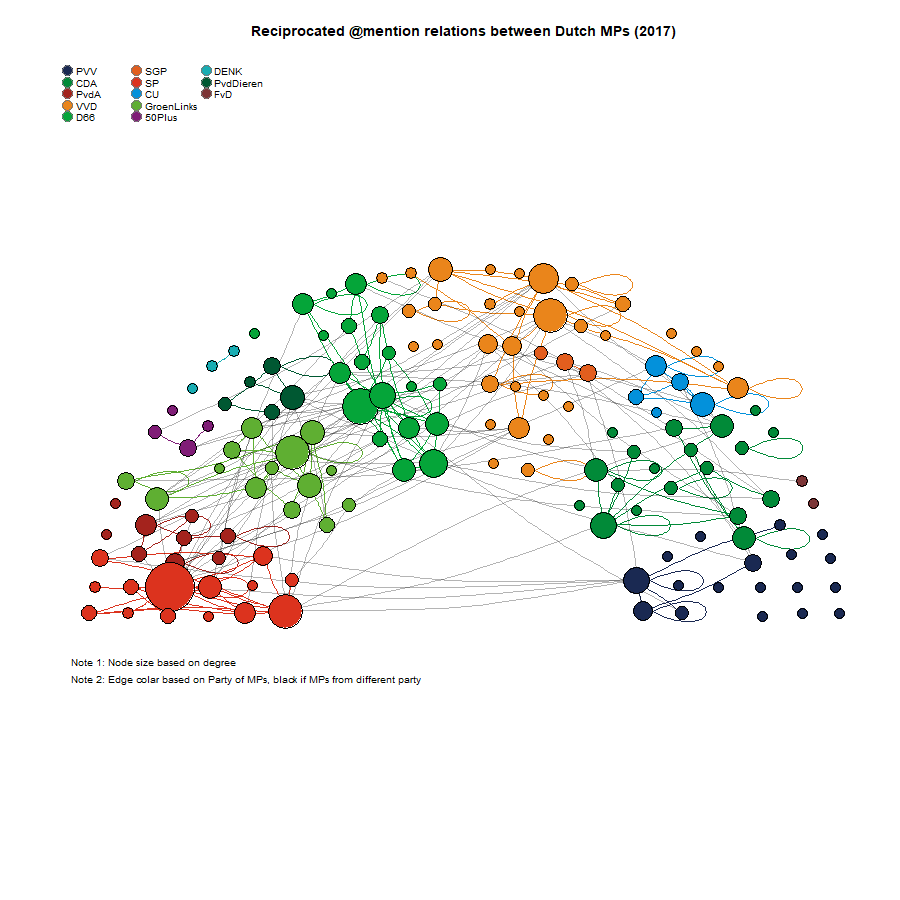 Reciprocated @mention relations between Dutch MPs (2017)
PVV SGP DENK
CDA SP PvdDieren
PvdA CU FvD
VVD GroenLinks
D66 50Plus
Note 1: Node size based on degree
Note 2: Edge colar based on Party of MPs, black if MPs from different party